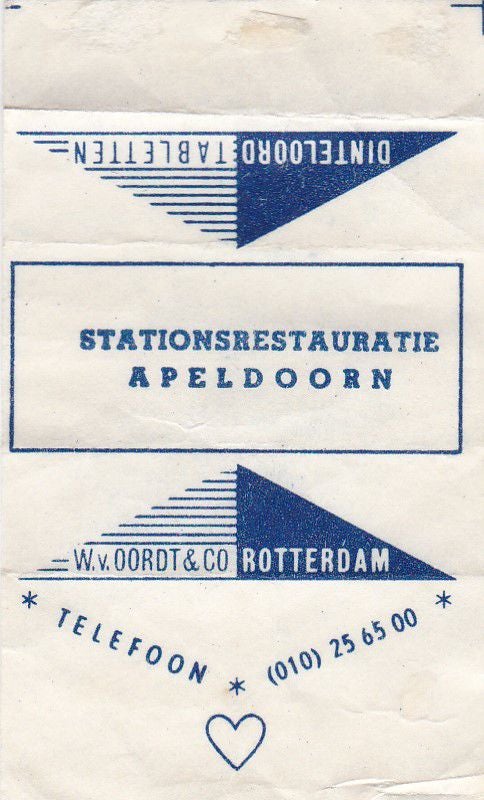 DINTELOORD TABLETTEN
STATIONSRESTAURATIE
APELDOORN
W.v.OORDT & CO ROTTERDAM
* TELEFOON * (010) 25 65 00 *